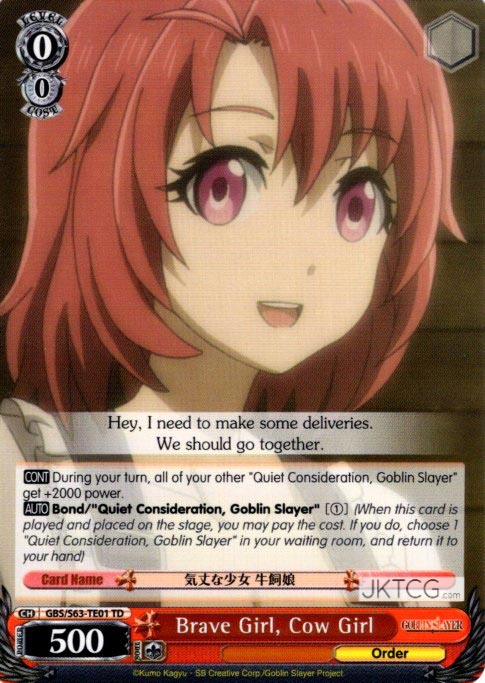 LEVEL
0
0
COST
Hey, I need to make some deliveries.
We should go together.
CONT During your turn, all of your other "Quiet Consideration, Goblin Slayer"
get +2000 power.
AUTO Bond/"Quiet Consideration, Goblin Slayer" [①] (When this card is
played and placed on the stage, you may pay the cost. If you do, choose 1
"Quiet Consideration, Goblin Slayer" in your waiting room, and return it to
your hand)
Card Name 気丈な少女 牛飼娘
JKTCG.com
CH GBS/S63-TE01 TD
POWER 500
Brave Girl, Cow Girl
GOBLIN SLAYER
SOUL
Order
©Kumo Kagyu - SB Creative Corp./Goblin Slayer Project.